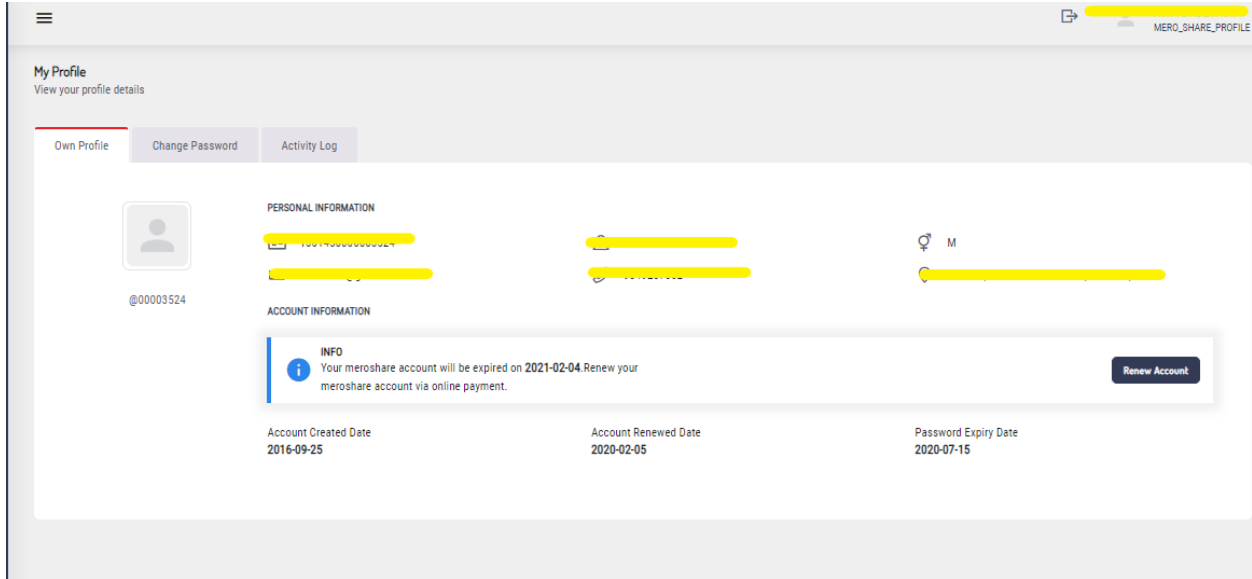 MERO_SHARE_PROFILE
My Profile
View your profile details
Own Profile
Change Password
Activity Log
PERSONAL INFORMATION
M
@00003524
ACCOUNT INFORMATION
INFO
Your meroshare account will be expired on 2021-02-04.Renew your
meroshare account via online payment.
Renew Account
Account Created Date
2016-09-25
Account Renewed Date
2020-02-05
Password Expiry Date
2020-07-15